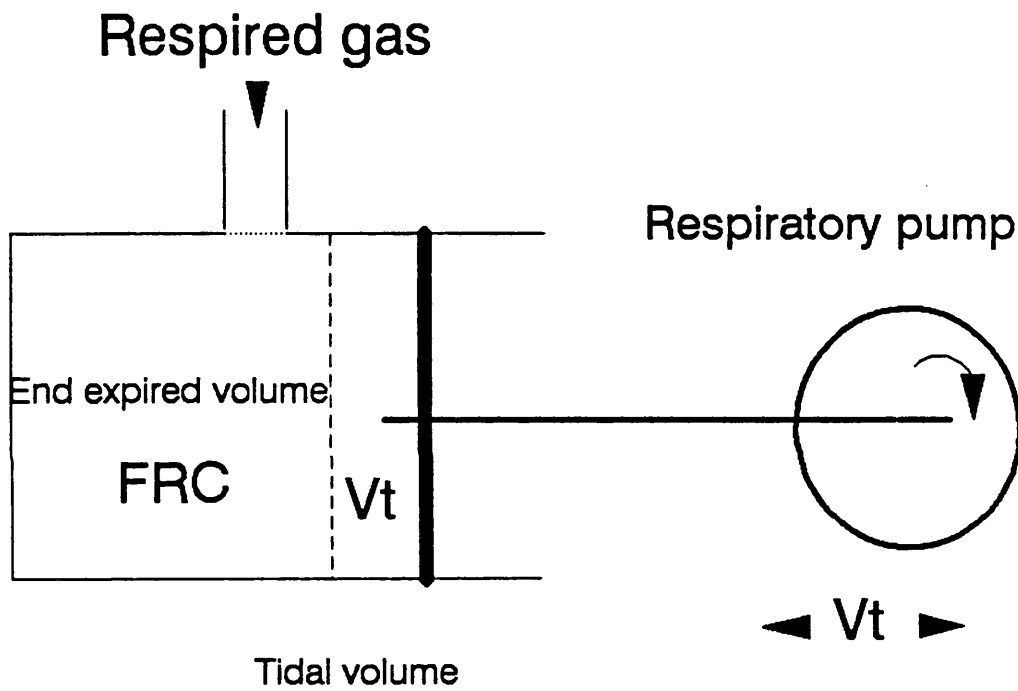 Respired gas
Respiratory pump
End expired volume
FRC
Vt
Vt
Tidal volume